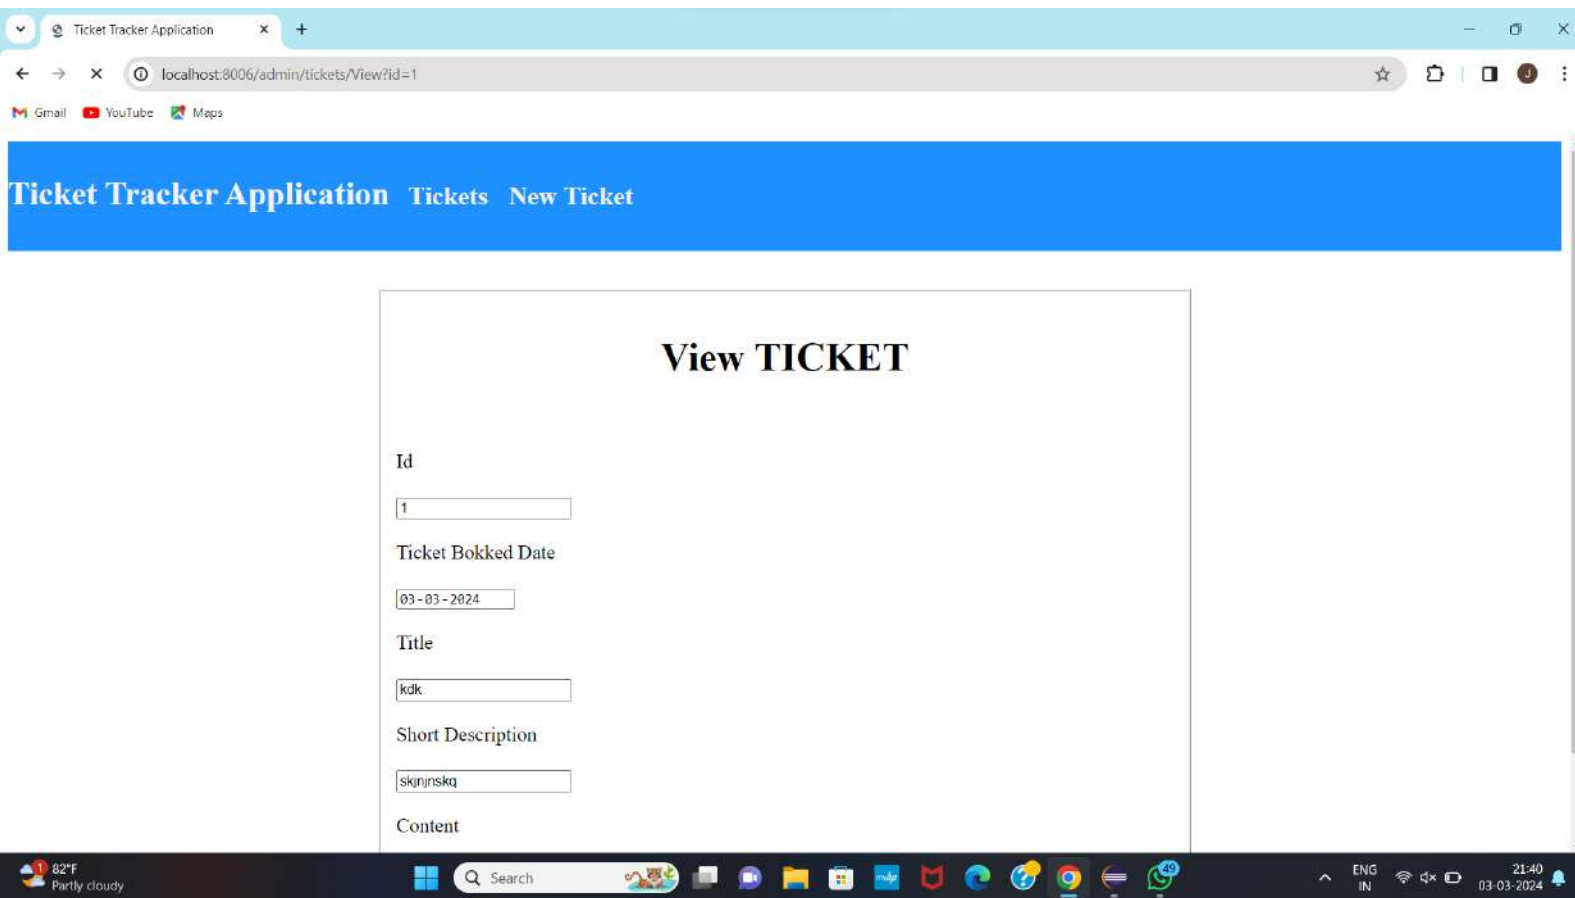 Ticket Tracker Application
localhost:8006/admin/tickets/View?id=1
J
Gmail YouTube Maps
Ticket Tracker Application Tickets New Ticket
View TICKET
Id
1
Ticket Bokked Date
03-03-2024
Title
kdk
Short Description
skjnjnskq
Content
1
82°F
Partly cloudy
Search
49
ENG
IN
21:40
03-03-2024